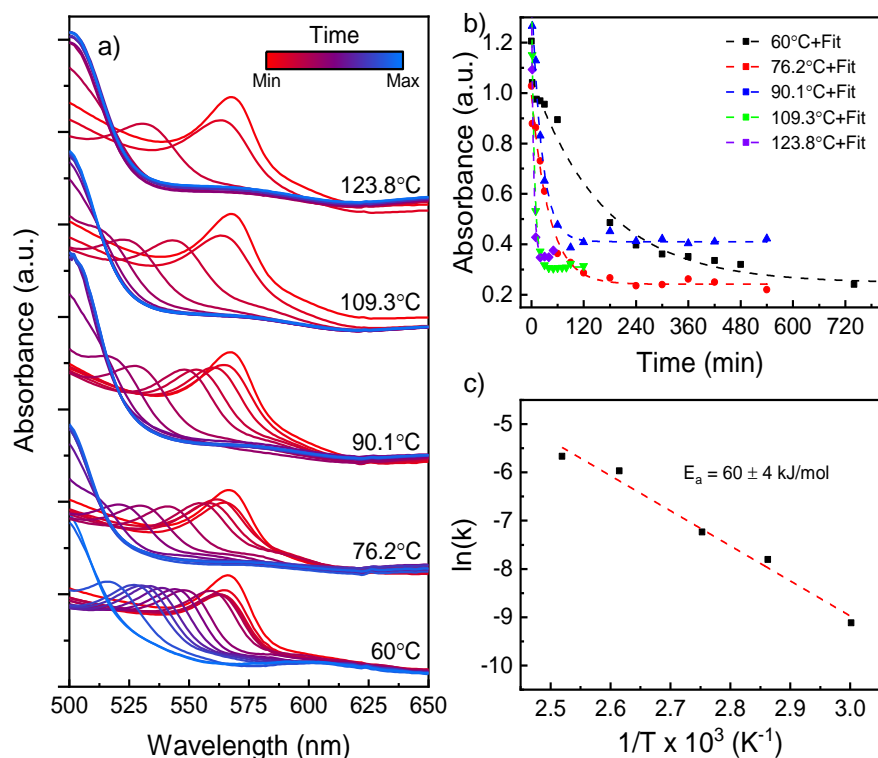 a)
Time
Min
Max
123.8°C
109.3°C
90.1°C
76.2°C
60°C
Absorbance (a.u.)
500 525 550 575 600 625 650
Wavelength (nm)
b)
60°C+Fit
76.2°C+Fit
90.1°C+Fit
109.3°C+Fit
123.8°C+Fit
1.2
1.0
0.8
0.6
0.4
0.2
Absorbance (a.u.)
0 120 240 360 480 600 720
Time (min)
c)
Eₐ = 60 ± 4 kJ/mol
-5
-6
-7
-8
-9
-10
ln(k)
2.5 2.6 2.7 2.8 2.9 3.0
1/T x 10³ (K⁻¹)